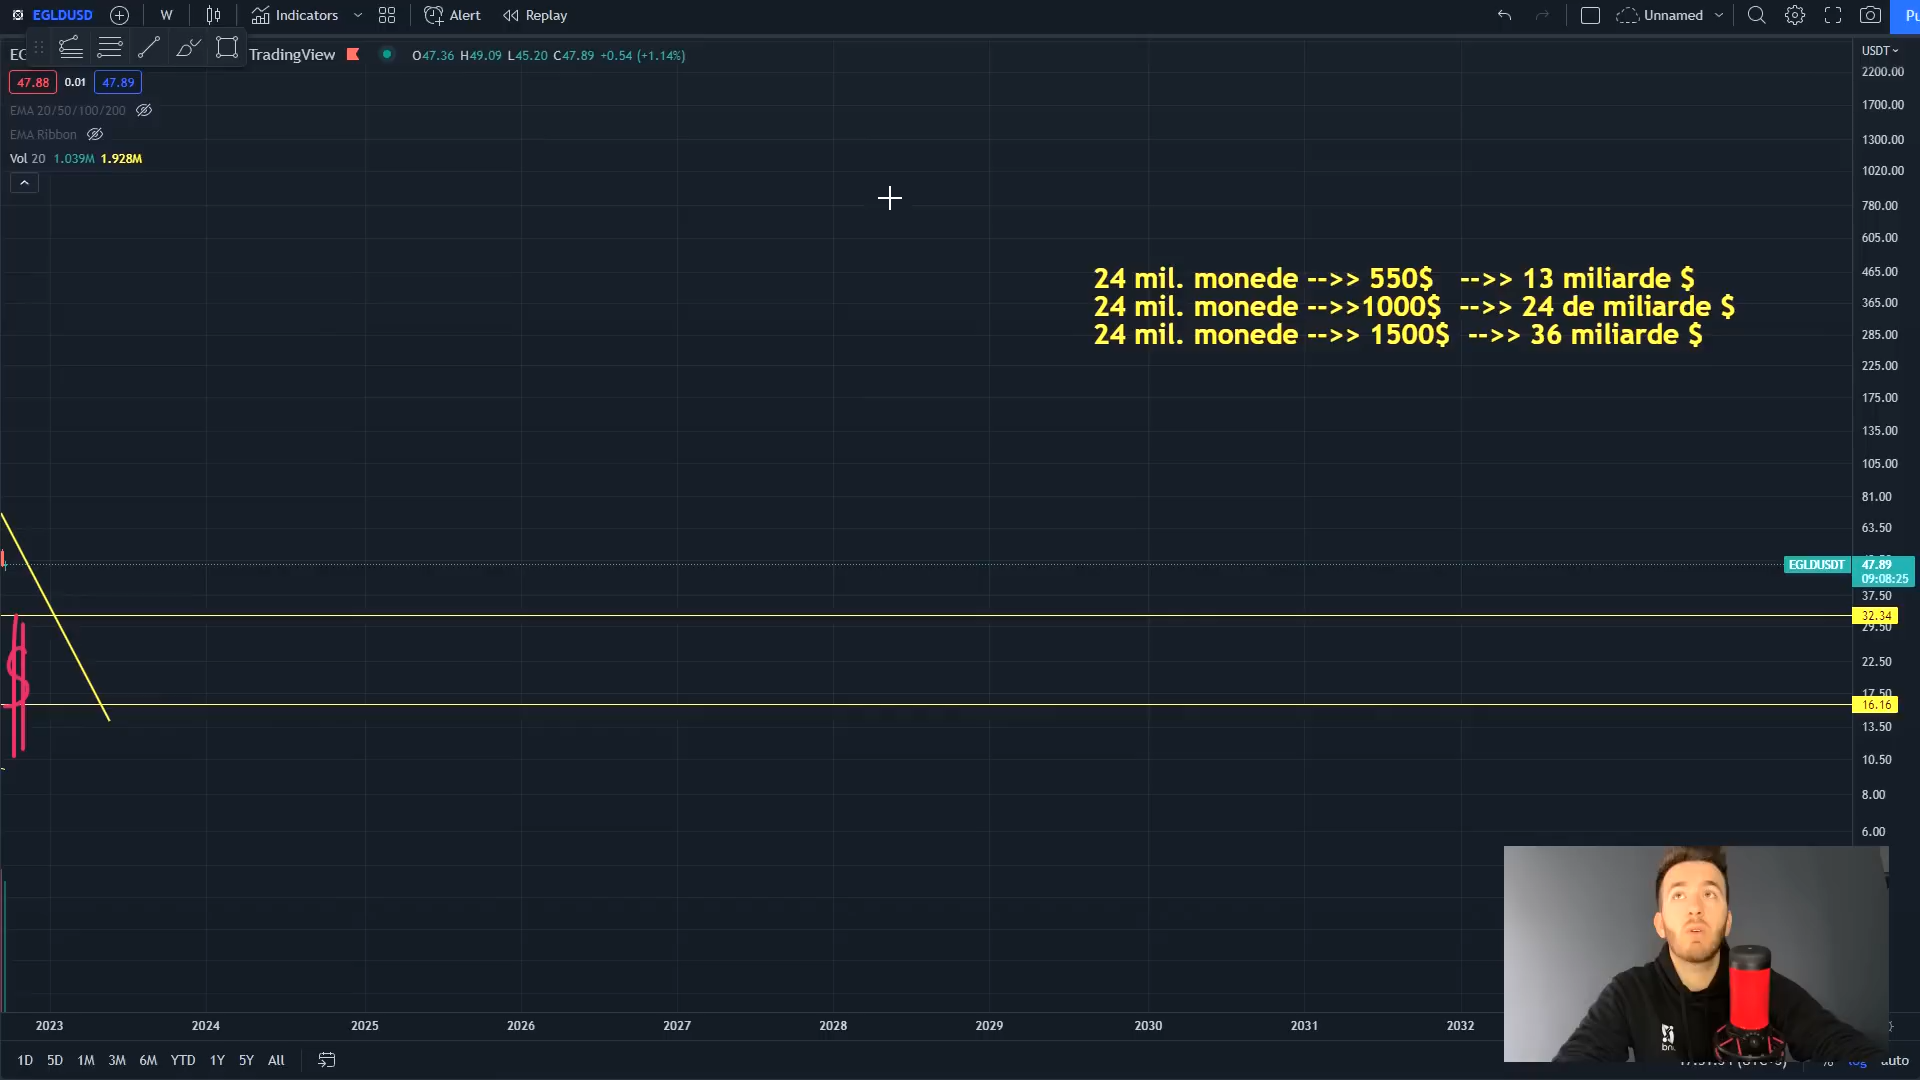 EGLDUSD W Indicators Alert Replay Unnamed
TradingView O47.36 H49.09 L45.20 C47.89 +0.54 (+1.14%)
USDT
47.88 0.01 47.89
EMA 20/50/100/200
EMA Ribbon
Vol 20 1.039M 1.928M
24 mil. monede -->> 550$ -->> 13 miliarde $
24 mil. monede -->>1000$ -->> 24 de miliarde $
24 mil. monede -->> 1500$ -->> 36 miliarde $
2200.00
1700.00
1300.00
1020.00
780.00
605.00
465.00
365.00
285.00
225.00
175.00
135.00
105.00
81.00
63.50
EGLDUSDT 47.89
09:08:25
37.50
32.34
29.50
22.50
17.50
16.16
13.50
10.50
8.00
6.00
2023 2024 2025 2026 2027 2028 2029 2030 2031 2032
1D 5D 1M 3M 6M YTD 1Y 5Y All % log auto